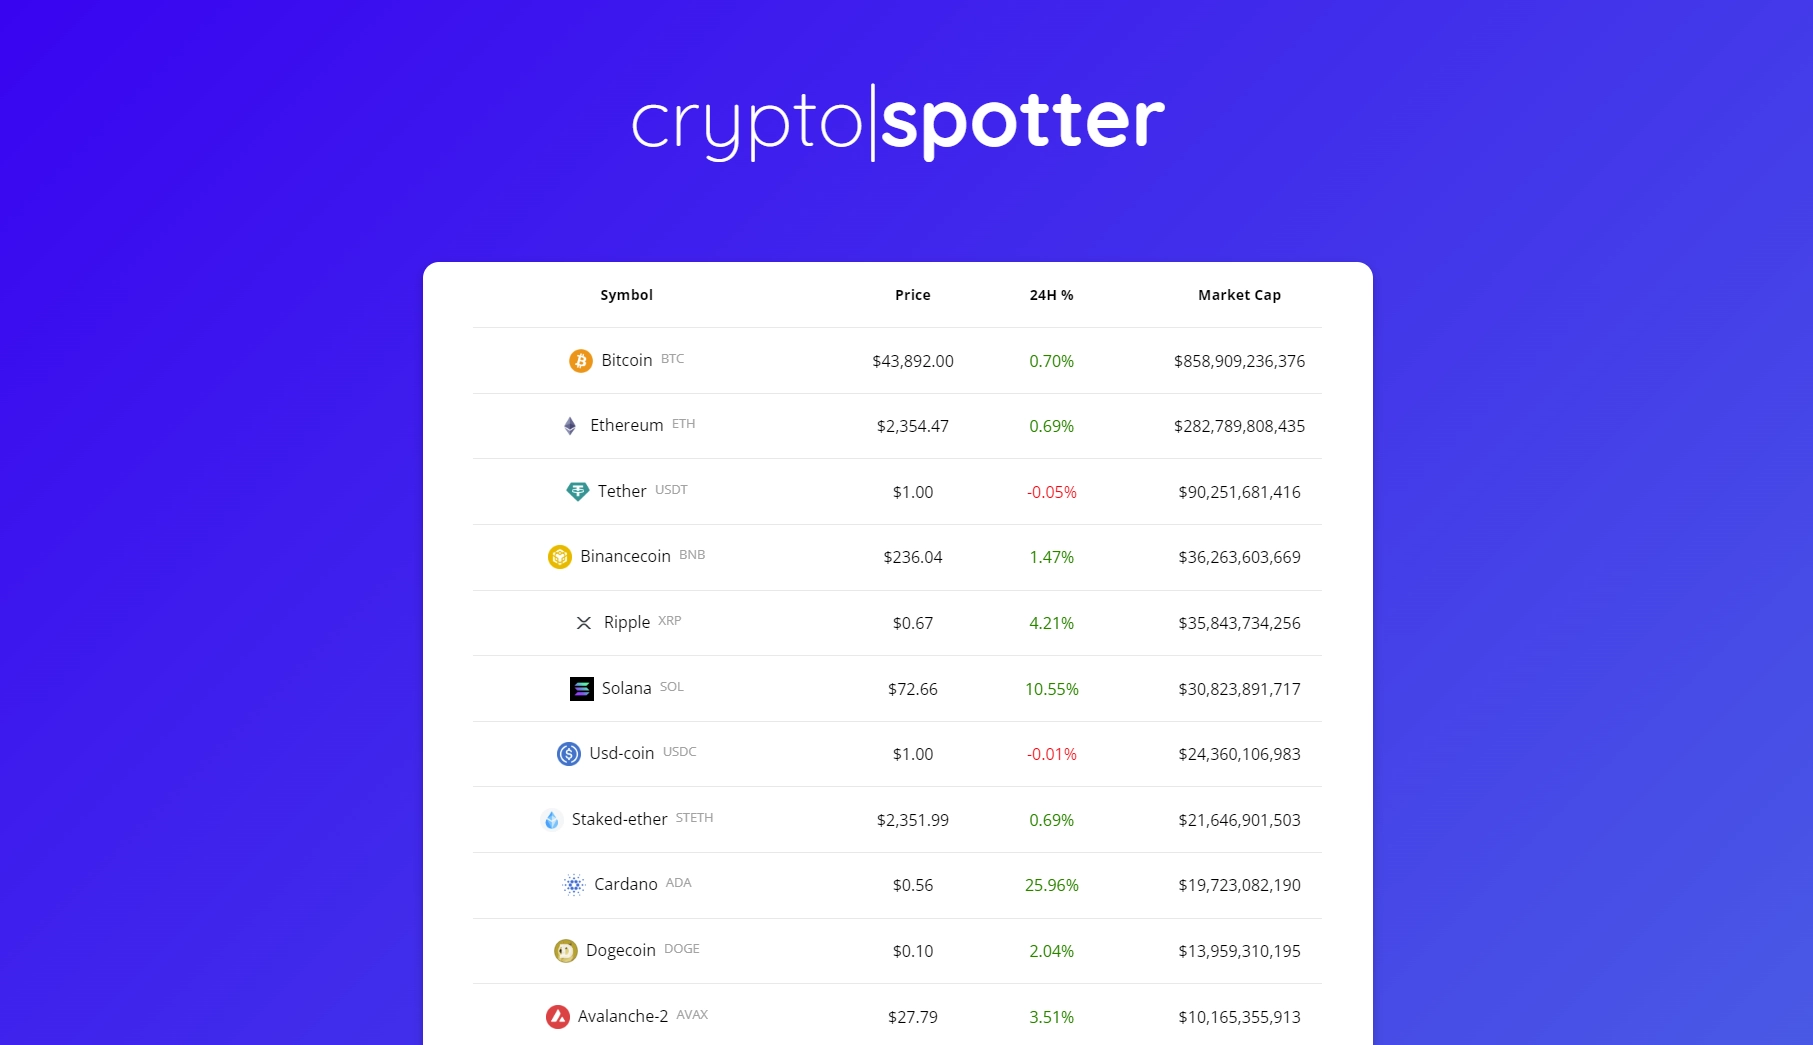 crypto|spotter
Symbol Price 24H % Market Cap
Bitcoin BTC $43,892.00 0.70% $858,909,236,376
Ethereum ETH $2,354.47 0.69% $282,789,808,435
Tether USDT $1.00 -0.05% $90,251,681,416
Binancecoin BNB $236.04 1.47% $36,263,603,669
Ripple XRP $0.67 4.21% $35,843,734,256
Solana SOL $72.66 10.55% $30,823,891,717
Usd-coin USDC $1.00 -0.01% $24,360,106,983
Staked-ether STETH $2,351.99 0.69% $21,646,901,503
Cardano ADA $0.56 25.96% $19,723,082,190
Dogecoin DOGE $0.10 2.04% $13,959,310,195
Avalanche-2 AVAX $27.79 3.51% $10,165,355,913